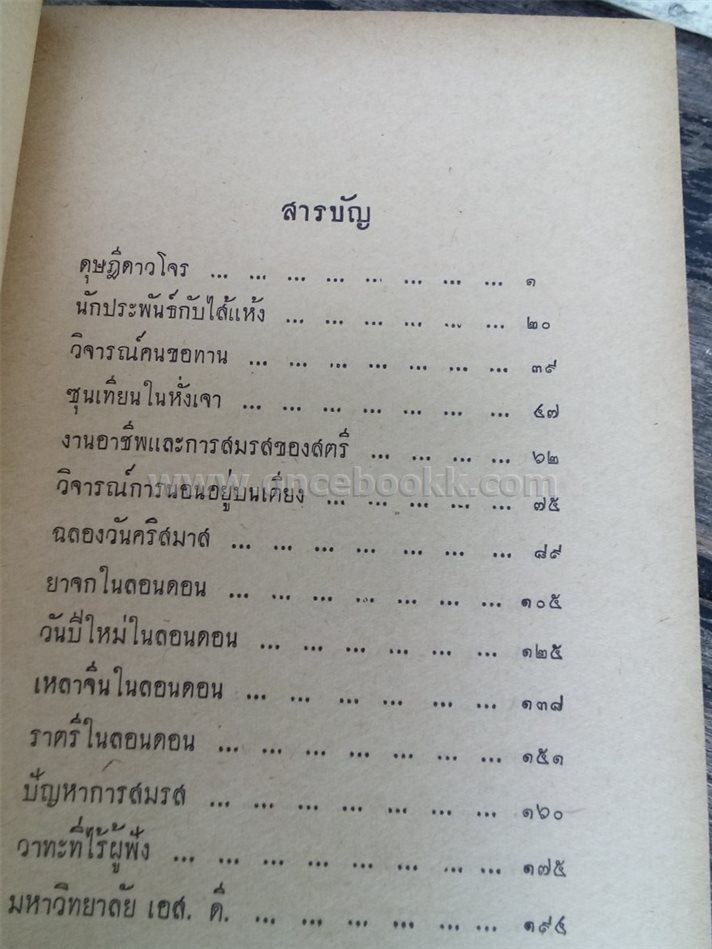 สารบัญ
ดุษฎีดาวโจร ... ... ... ... ... ... ... ... ๑
นักประพันธ์กับไส้แห้ง ... ... ... ... ... ... ๒๐
วิจารณ์คนขอทาน ... ... ... ... ... ... ... ๓๙
ซุนเทียนในหั่งเจา ... ... ... ... ... ... ... ๔๗
งานอาชีพและการสมรสของสตรี ... ... ... ... ๖๒
วิจารณ์การนอนอยู่บนเตียง ... ... ... ... ... ๗๕
ฉลองวันคริสมาส ... ... ... ... ... ... ... ๘๙
ยาจกในลอนดอน ... ... ... ... ... ... ... ๑๐๕
วันปีใหม่ในลอนดอน ... ... ... ... ... ... ๑๒๕
เหลาจีนในลอนดอน ... ... ... ... ... ... ๑๓๘
ราตรีในลอนดอน ... ... ... ... ... ... ... ๑๕๑
ปัญหาการสมรส ... ... ... ... ... ... ... ๑๖๐
วาทะที่ไร้ผู้ฟัง ... ... ... ... ... ... ... ... ๑๗๕
มหาวิทยาลัย เอส. ดี. ... ... ... ... ... ... ๑๙๔